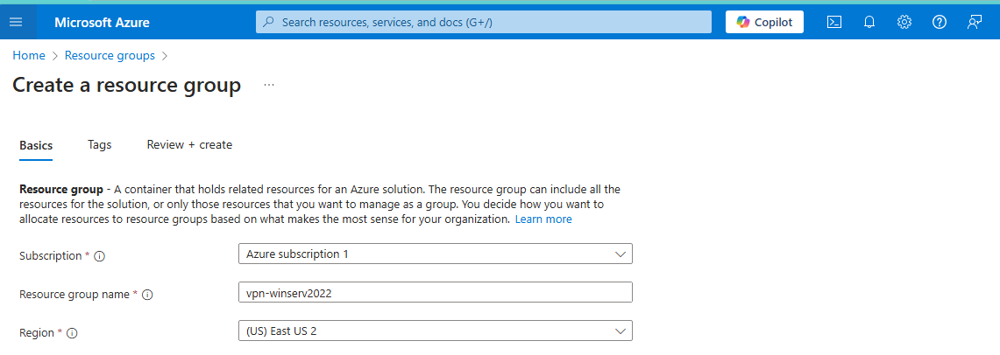 Microsoft Azure
Search resources, services, and docs (G+/)
Copilot
Home > Resource groups >
Create a resource group ...
Basics Tags Review + create
Resource group - A container that holds related resources for an Azure solution. The resource group can include all the
resources for the solution, or only those resources that you want to manage as a group. You decide how you want to
allocate resources to resource groups based on what makes the most sense for your organization. Learn more
Subscription * Azure subscription 1
Resource group name * vpn-winserv2022
Region * (US) East US 2